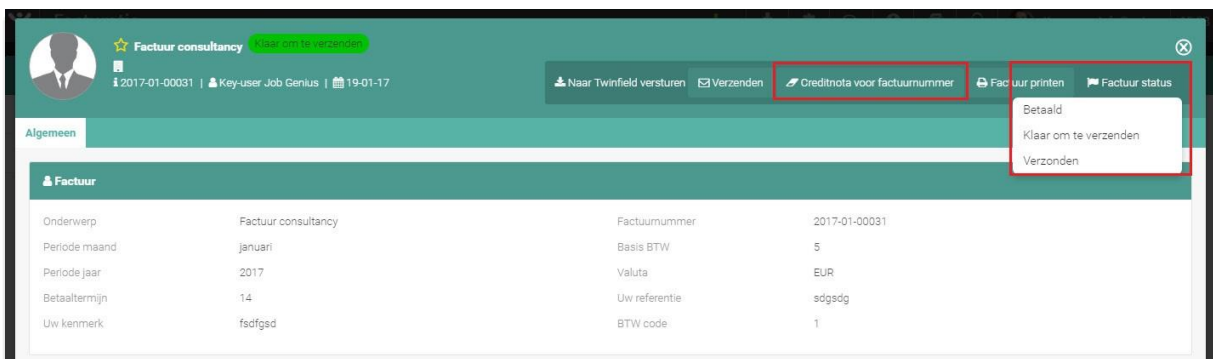 Factuur consultancy Klaar om te verzenden
2017-01-00031 | Key-user Job Genius | 19-01-17
Naar Twinfield versturen Verzenden Creditnota voor factuurnummer Factuur printen Factuur status
Betaald
Klaar om te verzenden
Verzonden
Algemeen
Factuur
Onderwerp Factuur consultancy Factuurnummer 2017-01-00031
Periode maand januari Basis BTW 5
Periode jaar 2017 Valuta EUR
Betaaltermijn 14 Uw referentie sdgsdg
Uw kenmerk fsdfgsd BTW code 1